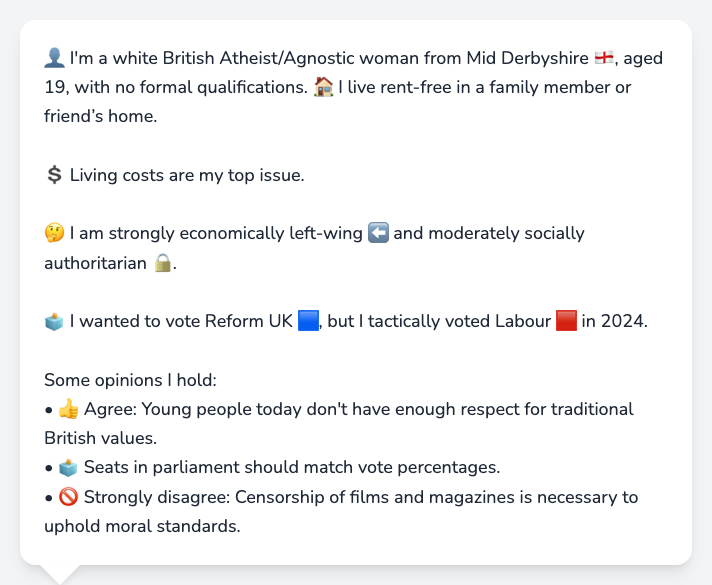 👤 I'm a white British Atheist/Agnostic woman from Mid Derbyshire 🏴󠁧󠁢󠁥󠁮󠁧󠁿, aged
19, with no formal qualifications. 🏠 I live rent-free in a family member or
friend’s home.
💲 Living costs are my top issue.
🤔 I am strongly economically left-wing ⬅️ and moderately socially
authoritarian 🔒.
🗳️ I wanted to vote Reform UK 🟦, but I tactically voted Labour 🟥 in 2024.
Some opinions I hold:
• 👍 Agree: Young people today don't have enough respect for traditional
British values.
• 🗳️ Seats in parliament should match vote percentages.
• 🚫 Strongly disagree: Censorship of films and magazines is necessary to
uphold moral standards.